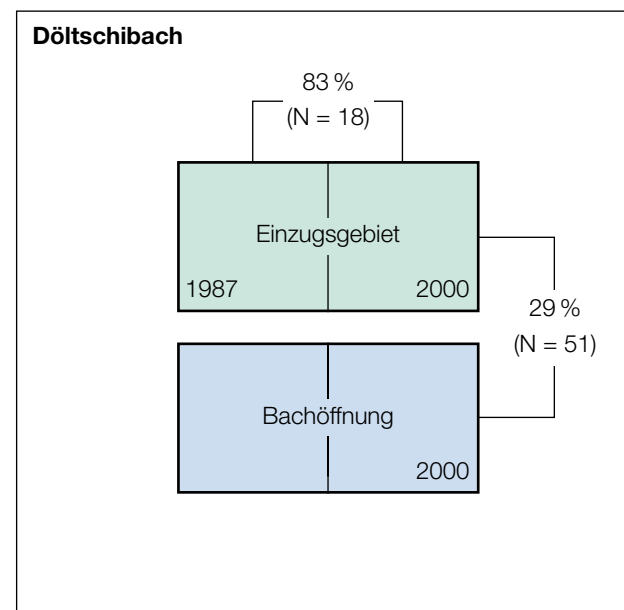 Döltschibach
83 %
(N = 18)
Einzugsgebiet
1987
2000
29 %
(N = 51)
Bachöffnung
2000